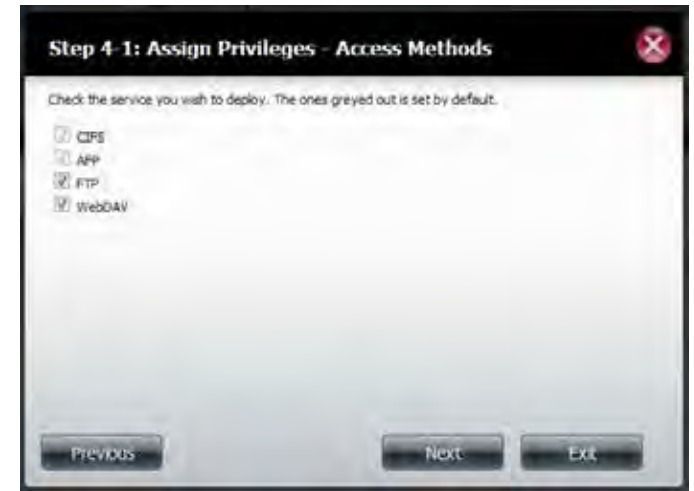 Step 4-1: Assign Privileges - Access Methods
Check the service you wish to deploy. The ones greyed out is set by default.
CIFS
AFP
FTP
WebDAV
Previous
Next
Exit